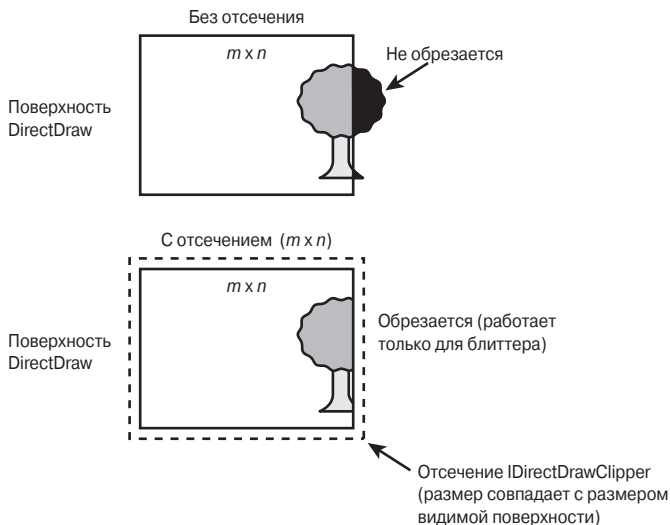 Без отсечения
m x n
Не обрезается
Поверхность
DirectDraw
С отсечением (m x n)
m x n
Поверхность
DirectDraw
Обрезается (работает
только для блиттера)
Отсечение IDirectDrawClipper
(размер совпадает с размером
видимой поверхности)